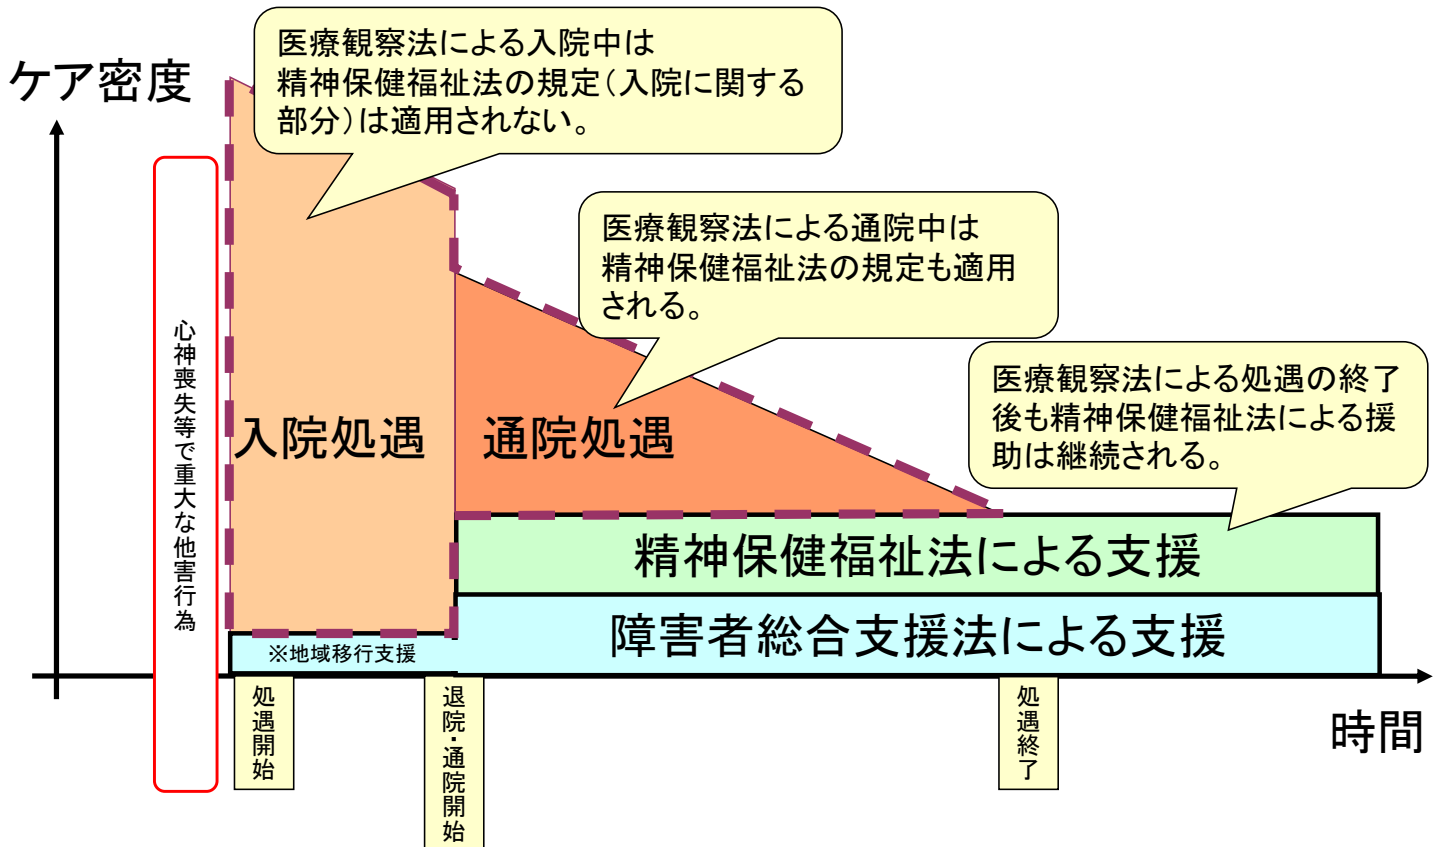 ケア密度
医療観察法による入院中は
精神保健福祉法の規定（入院に関する
部分）は適用されない。
医療観察法による通院中は
精神保健福祉法の規定も適用
される。
医療観察法による処遇の終了
後も精神保健福祉法による援
助は継続される。
心神喪失等で重大な他害行為
入院処遇
通院処遇
精神保健福祉法による支援
障害者総合支援法による支援
※地域移行支援
処遇開始
退院・通院開始
処遇終了
時間